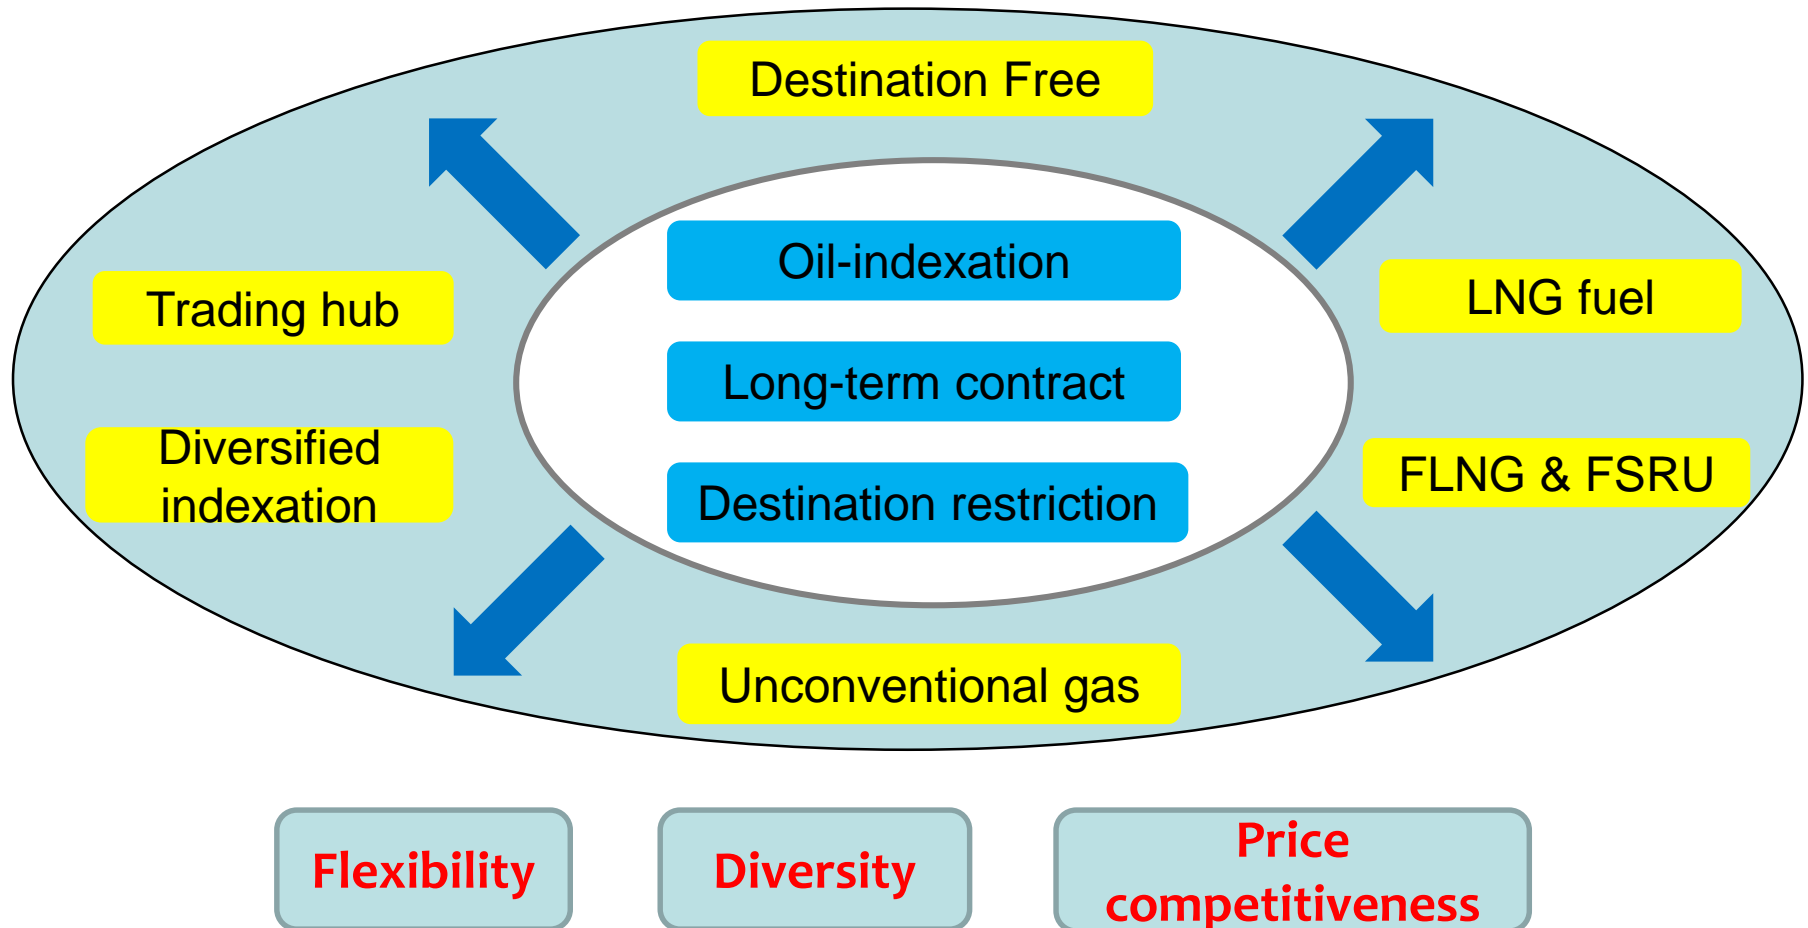 Destination Free
Oil-indexation
Trading hub
LNG fuel
Long-term contract
Diversified
indexation
Destination restriction
FLNG & FSRU
Unconventional gas
Flexibility
Diversity
Price
competitiveness